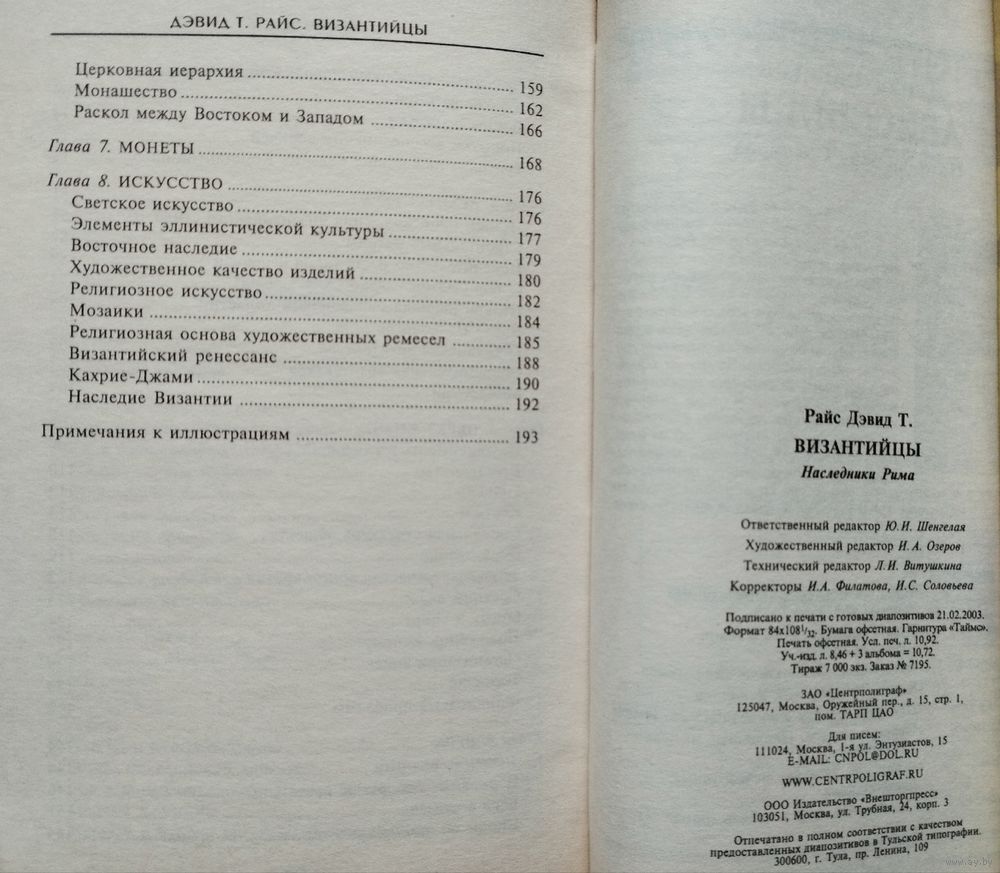 ДЭВИД Т. РАЙС. ВИЗАНТИЙЦЫ
Церковная иерархия ........ 159
Монашество ........ 162
Раскол между Востоком и Западом ........ 166
Глава 7. МОНЕТЫ ........ 168
Глава 8. ИСКУССТВО ........ 176
Светское искусство ........ 176
Элементы эллинистической культуры ........ 177
Восточное наследие ........ 179
Художественное качество изделий ........ 180
Религиозное искусство ........ 182
Мозаики ........ 184
Религиозная основа художественных ремесел ........ 185
Византийский ренессанс ........ 188
Кахрие-Джами ........ 190
Наследие Византии ........ 192
Примечания к иллюстрациям ........ 193
Райс Дэвид Т.
ВИЗАНТИЙЦЫ
Наследники Рима
Ответственный редактор Ю.И. Шенгелая
Художественный редактор И.А. Озеров
Технический редактор Л.И. Витушкина
Корректоры И.А. Филатова, И.С. Соловьева
Подписано к печати с готовых диапозитивов 21.02.2003.
Формат 84х108¹/₃₂. Бумага офсетная. Гарнитура «Таймс».
Печать офсетная. Усл. печ. л. 10,92.
Уч.-изд. л. 8,46 + 3 альбома = 10,72.
Тираж 7 000 экз. Заказ № 7195.
ЗАО «Центрполиграф»
125047, Москва, Оружейный пер., д. 15, стр. 1,
пом. ТАРП ЦАО
Для писем:
111024, Москва, 1-я ул. Энтузиастов, 15
E-MAIL: CNPOL@DOL.RU
WWW.CENTRPOLIGRAF.RU
ООО Издательство «Внешторгпресс»
103051, Москва, ул. Трубная, 24, корп. 3
Отпечатано в полном соответствии с качеством
предоставленных диапозитивов в Тульской типографии.
300600, г. Тула, пр. Ленина, 109
www.ay.by